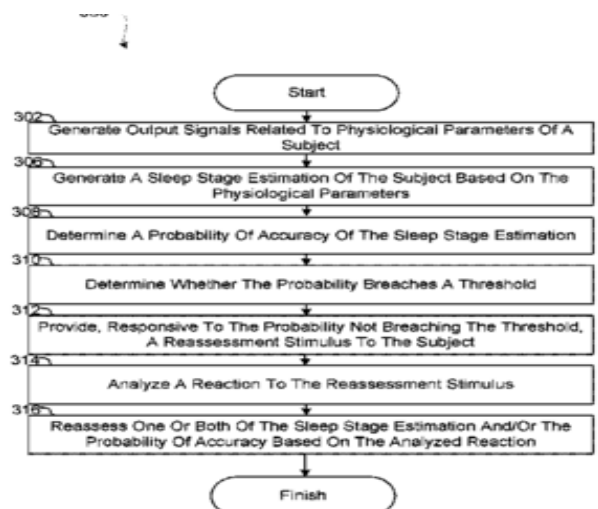 Start
302
Generate Output Signals Related To Physiological Parameters Of A
Subject
306
Generate A Sleep Stage Estimation Of The Subject Based On The
Physiological Parameters
308
Determine A Probability Of Accuracy Of The Sleep Stage Estimation
310
Determine Whether The Probability Breaches A Threshold
312
Provide, Responsive To The Probability Not Breaching The Threshold,
A Reassessment Stimulus To The Subject
314
Analyze A Reaction To The Reassessment Stimulus
316
Reassess One Or Both Of The Sleep Stage Estimation And/Or The
Probability Of Accuracy Based On The Analyzed Reaction
Finish